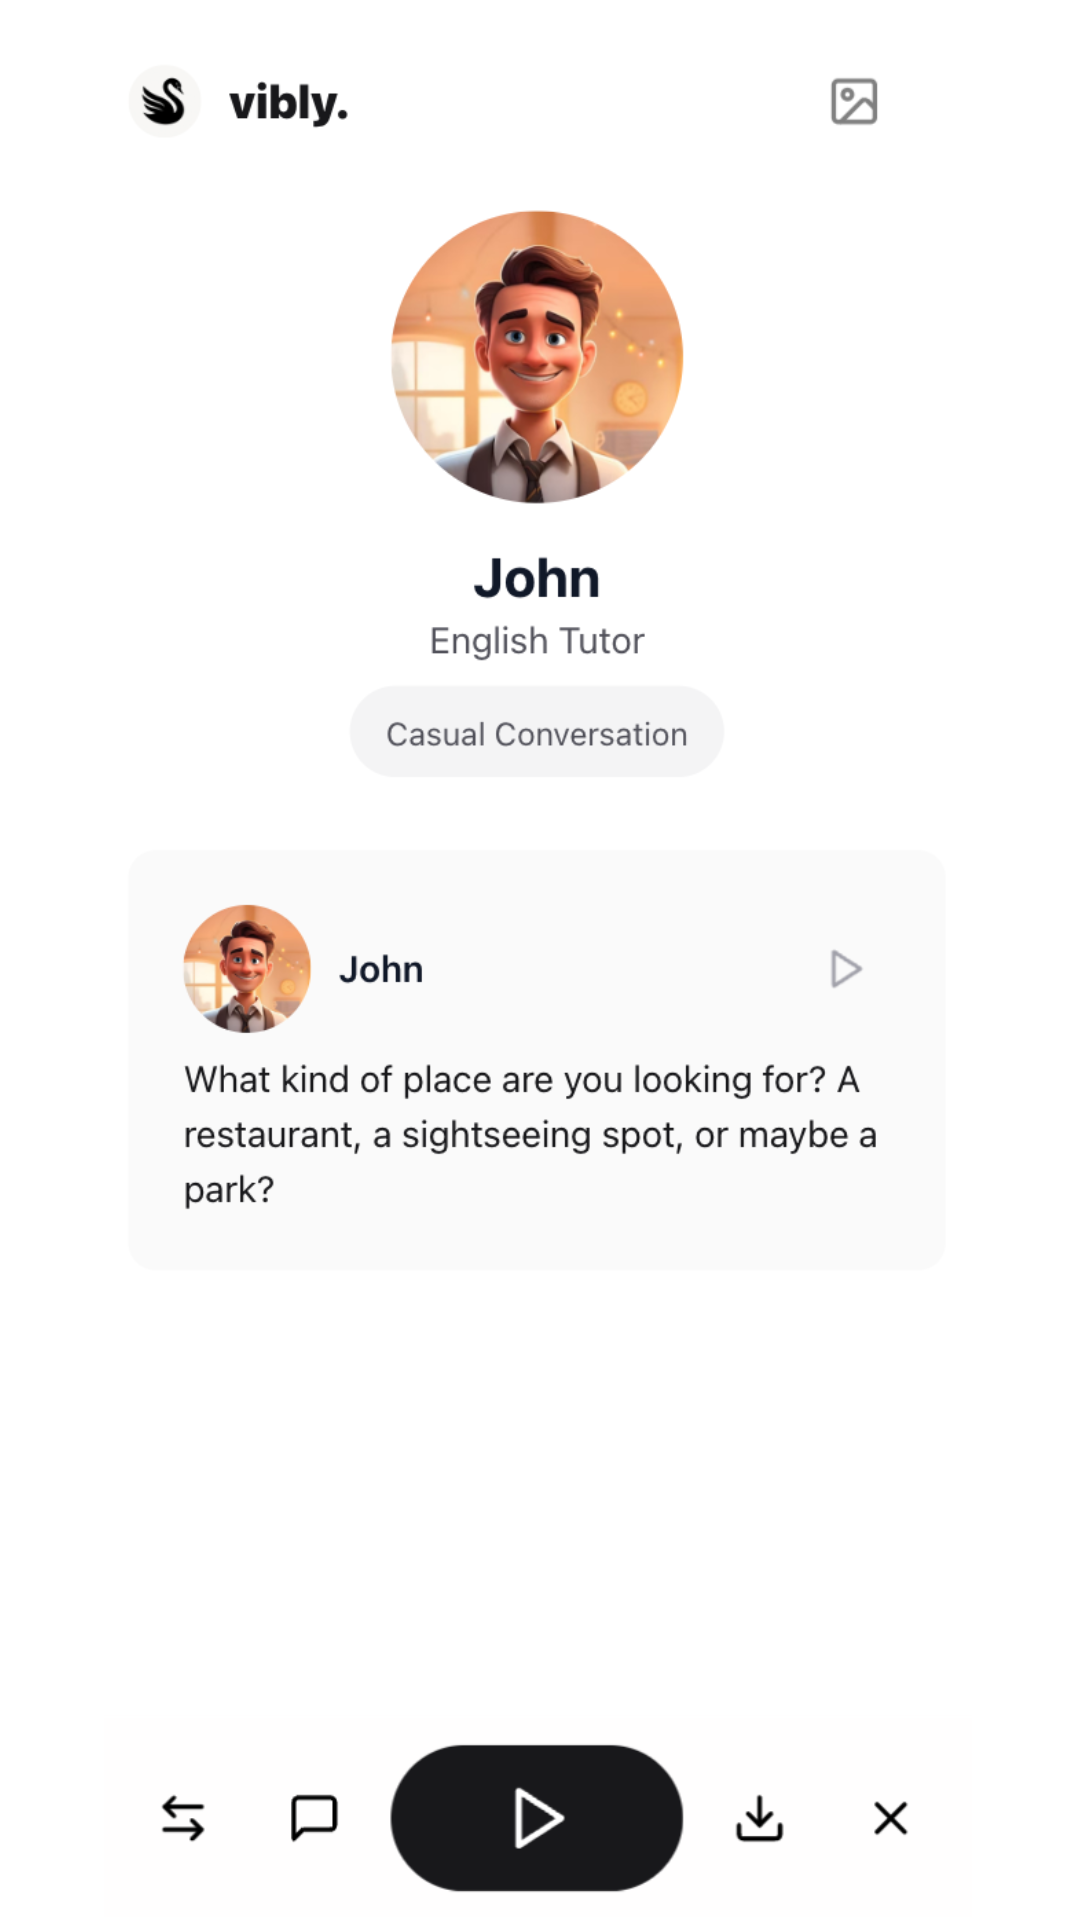 vibly.
John
English Tutor
Casual Conversation
John
What kind of place are you looking for? A
restaurant, a sightseeing spot, or maybe a
park?